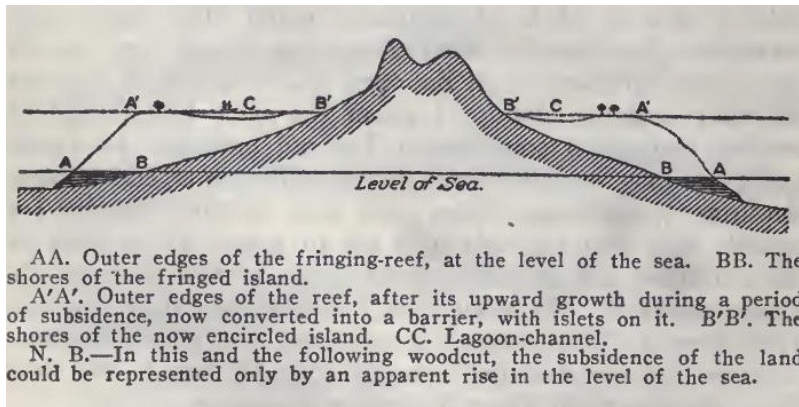 A' C B' B' C A'
A B B A
Level of Sea.
AA. Outer edges of the fringing-reef, at the level of the sea. BB. The
shores of the fringed island.
A'A'. Outer edges of the reef, after its upward growth during a period
of subsidence, now converted into a barrier, with islets on it. B'B'. The
shores of the now encircled island. CC. Lagoon-channel.
N. B.—In this and the following woodcut, the subsidence of the land
could be represented only by an apparent rise in the level of the sea.